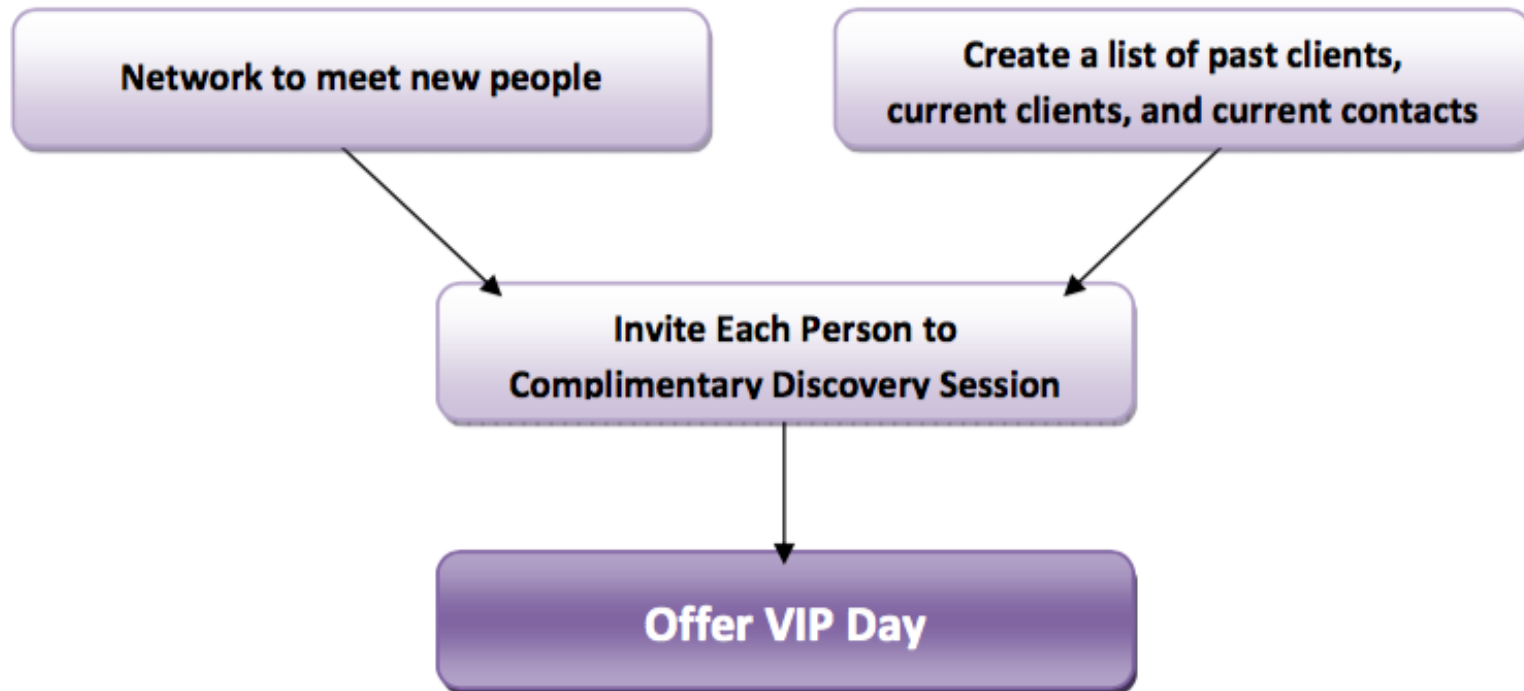 Network to meet new people
Create a list of past clients,
current clients, and current contacts
Invite Each Person to
Complimentary Discovery Session
Offer VIP Day